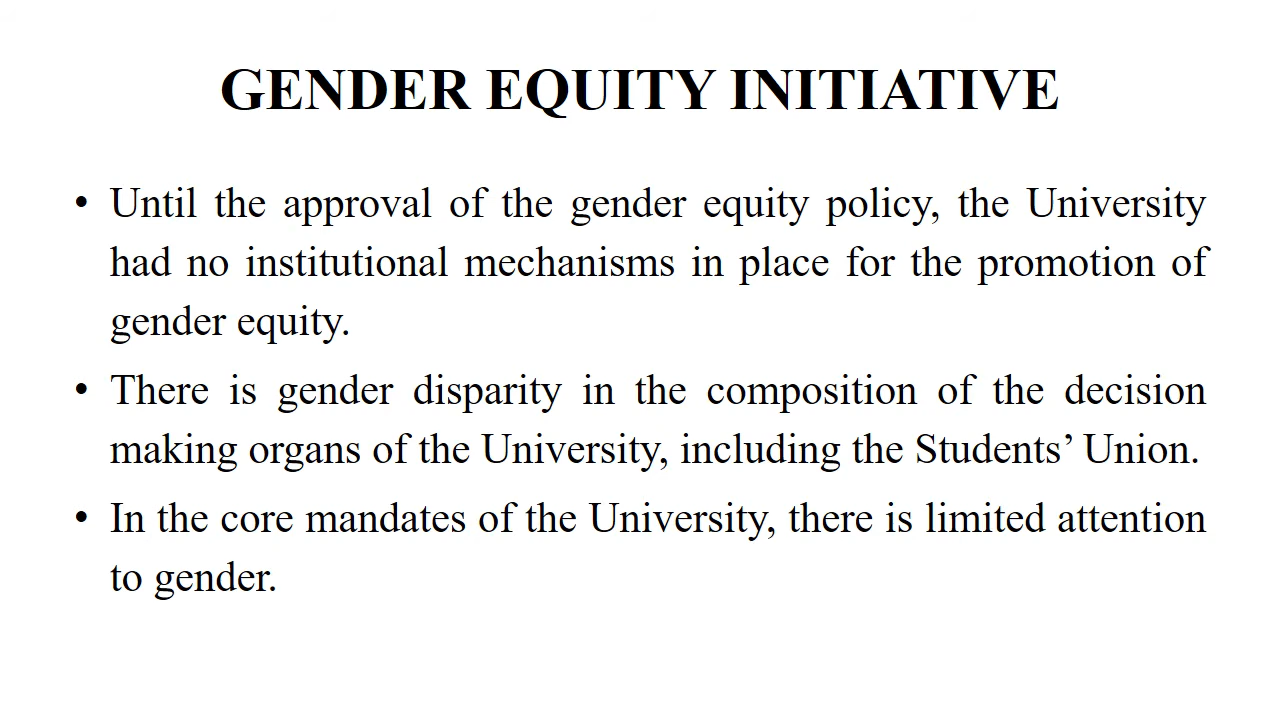 GENDER EQUITY INITIATIVE
• Until the approval of the gender equity policy, the University
had no institutional mechanisms in place for the promotion of
gender equity.
• There is gender disparity in the composition of the decision
making organs of the University, including the Students’ Union.
• In the core mandates of the University, there is limited attention
to gender.